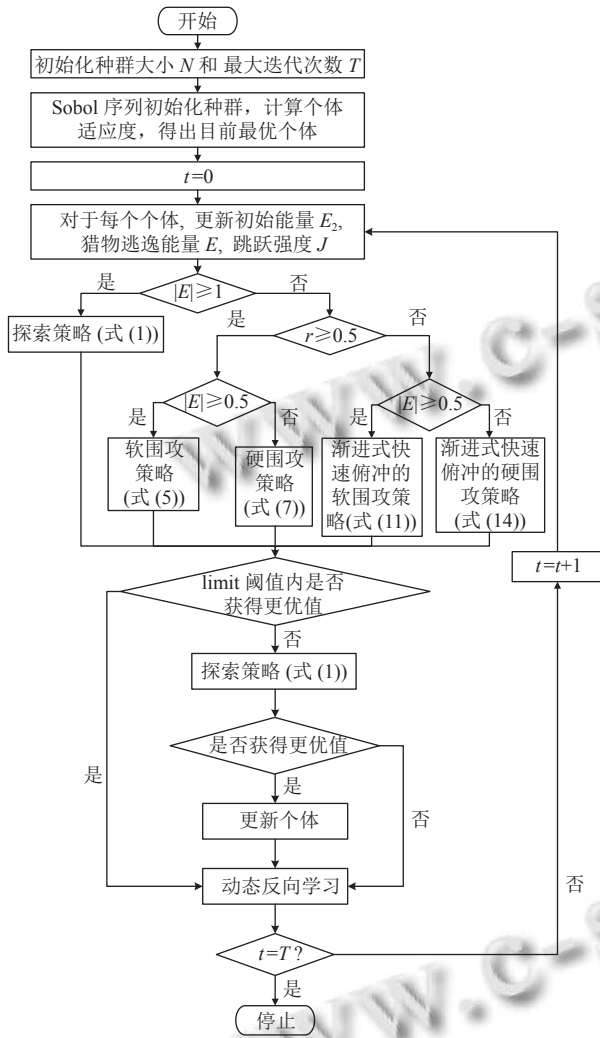 开始
初始化种群大小 N 和 最大迭代次数 T
Sobol 序列初始化种群，计算个体
适应度，得出目前最优个体
t=0
对于每个个体, 更新初始能量 E₂,
猎物逃逸能量 E, 跳跃强度 J
是
|E|≥1
否
探索策略 (式 (1))
是
r≥0.5
否
|E|≥0.5
是
否
|E|≥0.5
是
否
软围攻
策略
(式 (5))
硬围攻
策略
(式 (7))
渐进式快
速俯冲的
软围攻策
略(式 (11))
渐进式快速
俯冲的硬围
攻策略
(式 (14))
limit 阈值内是否
获得更优值
t=t+1
否
探索策略 (式 (1))
是否获得更优值
是
是
否
更新个体
动态反向学习
否
t=T?
是
停止
www.c-s
www.c-s